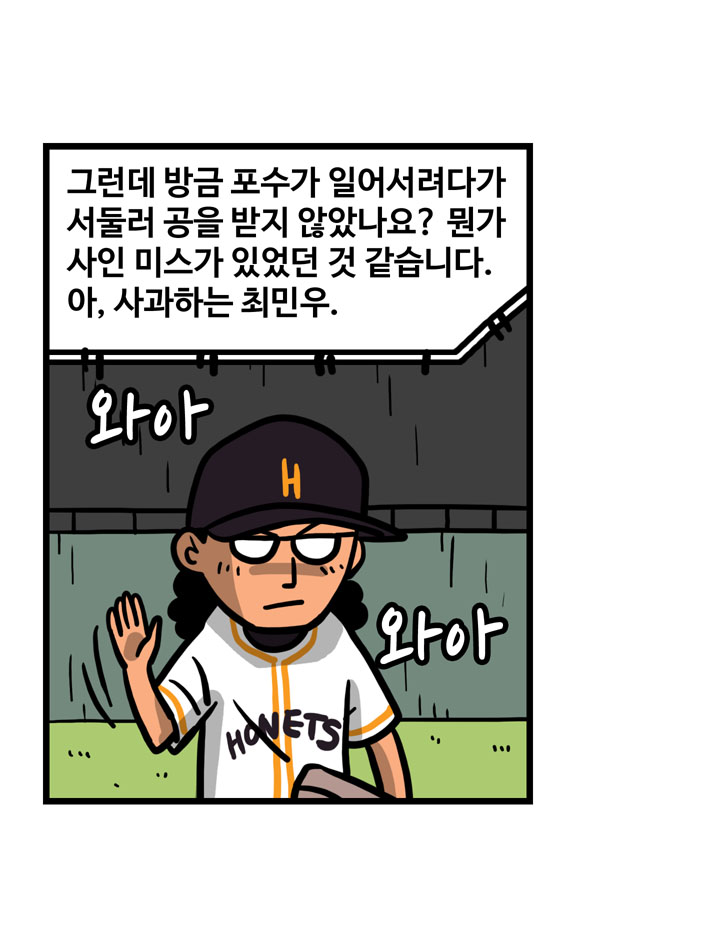 그런데 방금 포수가 일어서려다가
서둘러 공을 받지 않았나요? 뭔가
사인 미스가 있었던 것 같습니다.
아, 사과하는 최민우.
와아
H
와아
HONETS